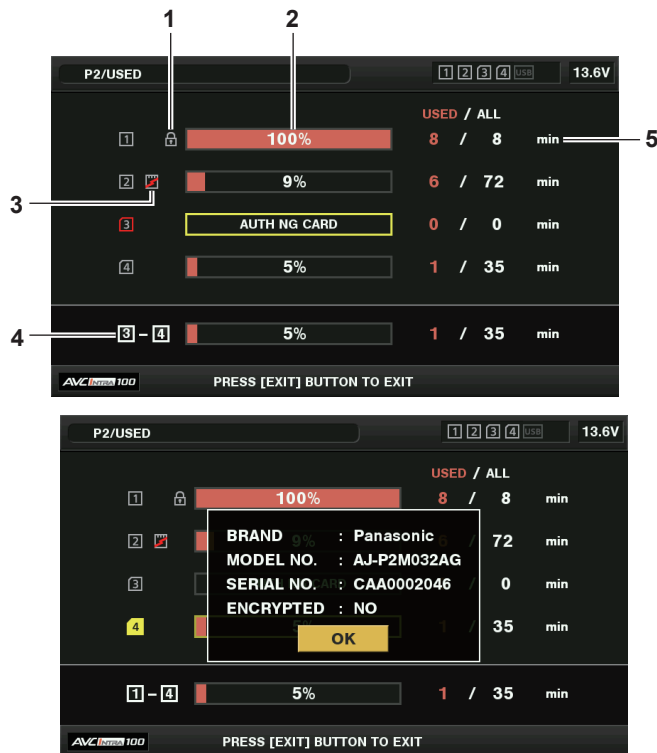 1 2
P2/USED 1 2 3 4 USB 13.6V
USED / ALL
1 100% 8 / 8 min 5
2 9% 6 / 72 min
3
3 AUTH NG CARD 0 / 0 min
4 5% 1 / 35 min
4 3 – 4 5% 1 / 35 min
AVC INTRA 100 PRESS [EXIT] BUTTON TO EXIT
P2/USED 1 2 3 4 USB 13.6V
USED / ALL
1 100% 8 / 8 min
2 9% 6 / 72 min
BRAND : Panasonic
MODEL NO. : AJ-P2M032AG
3 CARD / 0 min
SERIAL NO. : CAA0002046
ENCRYPTED : NO
4 5% 1 / 35 min
OK
1 – 4 5% 1 / 35 min
AVC INTRA 100 PRESS [EXIT] BUTTON TO EXIT